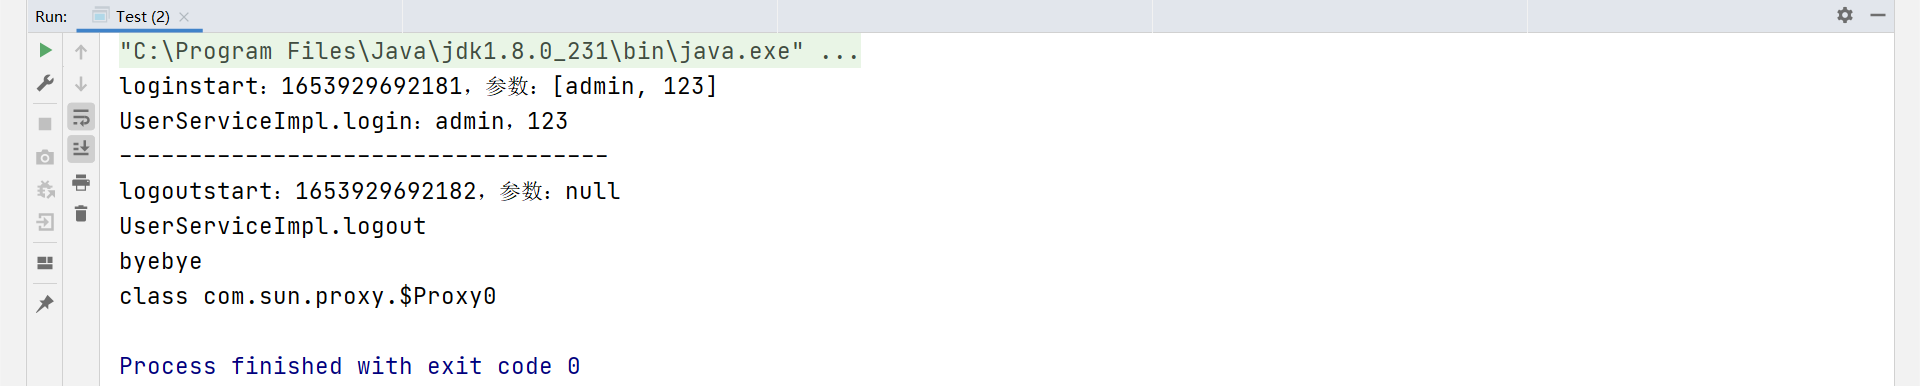 Run: Test (2)
"C:\Program Files\Java\jdk1.8.0_231\bin\java.exe" ...
loginstart：1653929692181，参数：[admin, 123]
UserServiceImpl.login：admin，123
-----------------------------------
logoutstart：1653929692182，参数：null
UserServiceImpl.logout
byebye
class com.sun.proxy.$Proxy0
Process finished with exit code 0